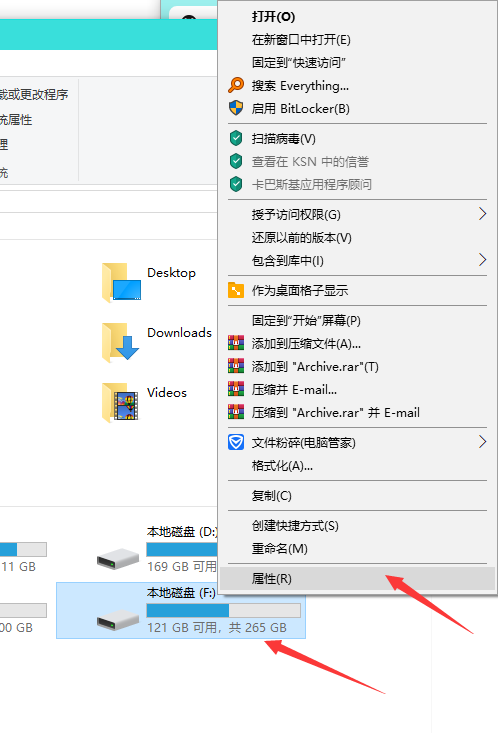 打开(O)
在新窗口中打开(E)
固定到“快速访问”
搜索 Everything...
启用 BitLocker(B)
扫描病毒(V)
查看在 KSN 中的信誉
卡巴斯基应用程序顾问
授予访问权限(G)
还原以前的版本(V)
包含到库中(I)
作为桌面格子显示
固定到“开始”屏幕(P)
添加到压缩文件(A)...
添加到 "Archive.rar"(T)
压缩并 E-mail...
压缩到 "Archive.rar" 并 E-mail
文件粉碎(电脑管家)
格式化(A)...
复制(C)
创建快捷方式(S)
重命名(M)
属性(R)
载或更改程序
统属性
理
统
Desktop
Downloads
Videos
本地磁盘 (D:)
11 GB
169 GB 可用
本地磁盘 (F:)
00 GB
121 GB 可用，共 265 GB